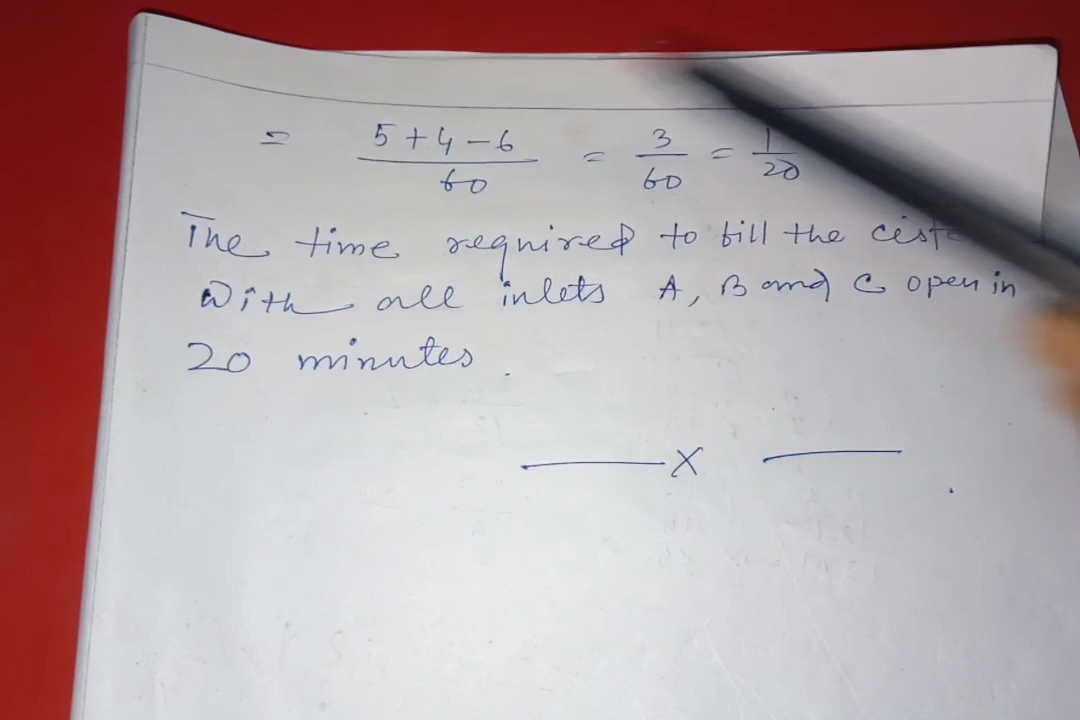 = 5+4-6/60 = 3/60 = 1/20
The time required to fill the
with all inlets A, B and C open in
20 minutes.
X